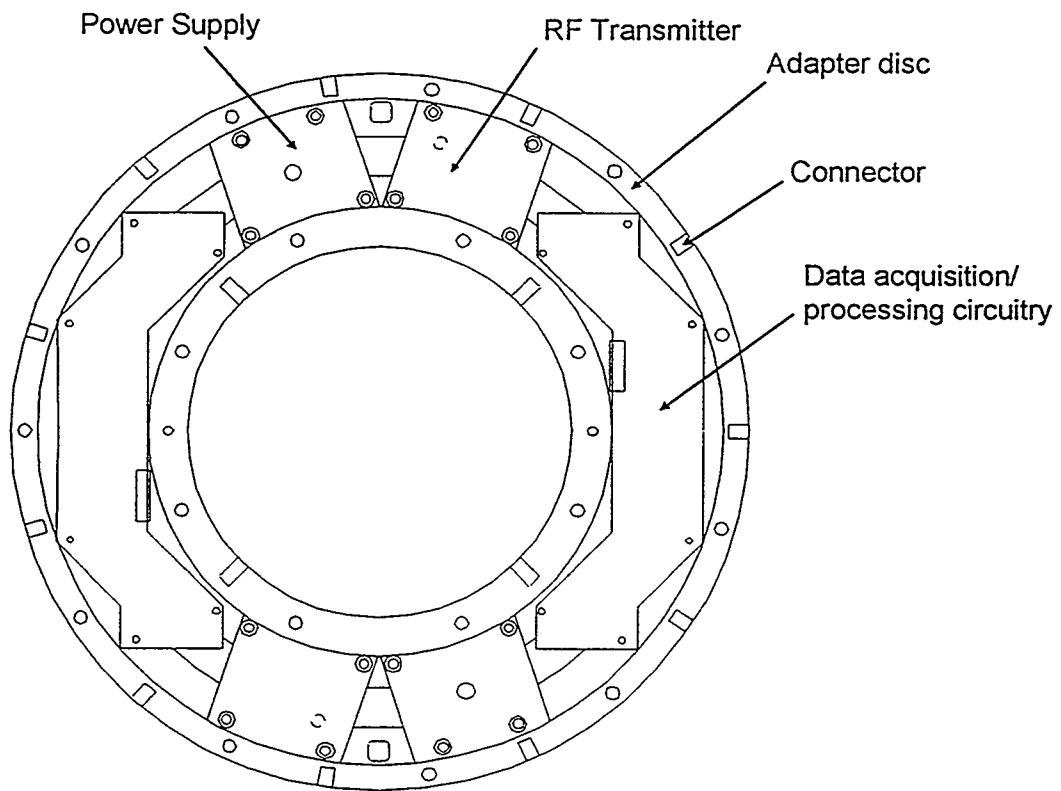 Power Supply
RF Transmitter
Adapter disc
Connector
Data acquisition/
processing circuitry